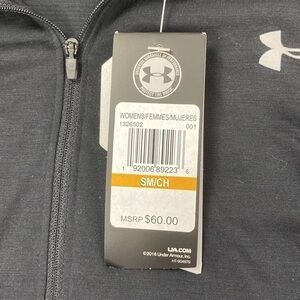 WOMENS/FEMMES/MUJERES
1326502 001
1 92006 89223 6
SM/CH
MSRP $60.00
UA.COM
©2018 Under Armour, Inc.